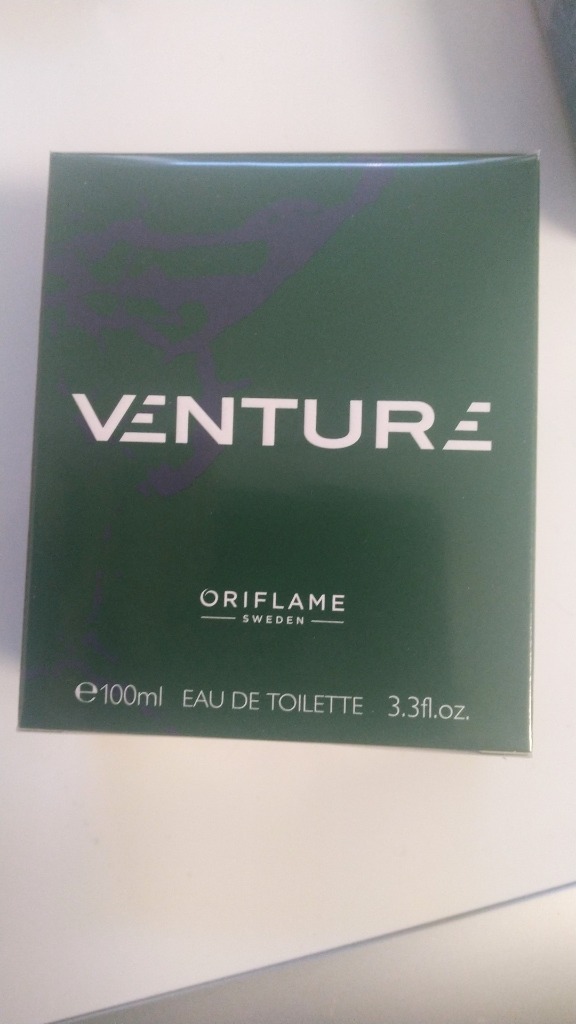 VENTURE
ORIFLAME
SWEDEN
℮100ml EAU DE TOILETTE 3.3fl.oz.